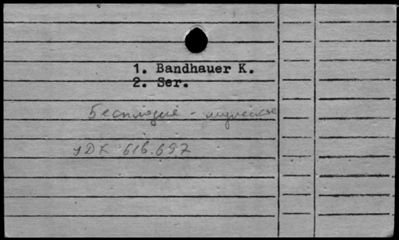 1. Bandhauer K.
2. Ser.
Бесплодие - мужское
УДК 616.697